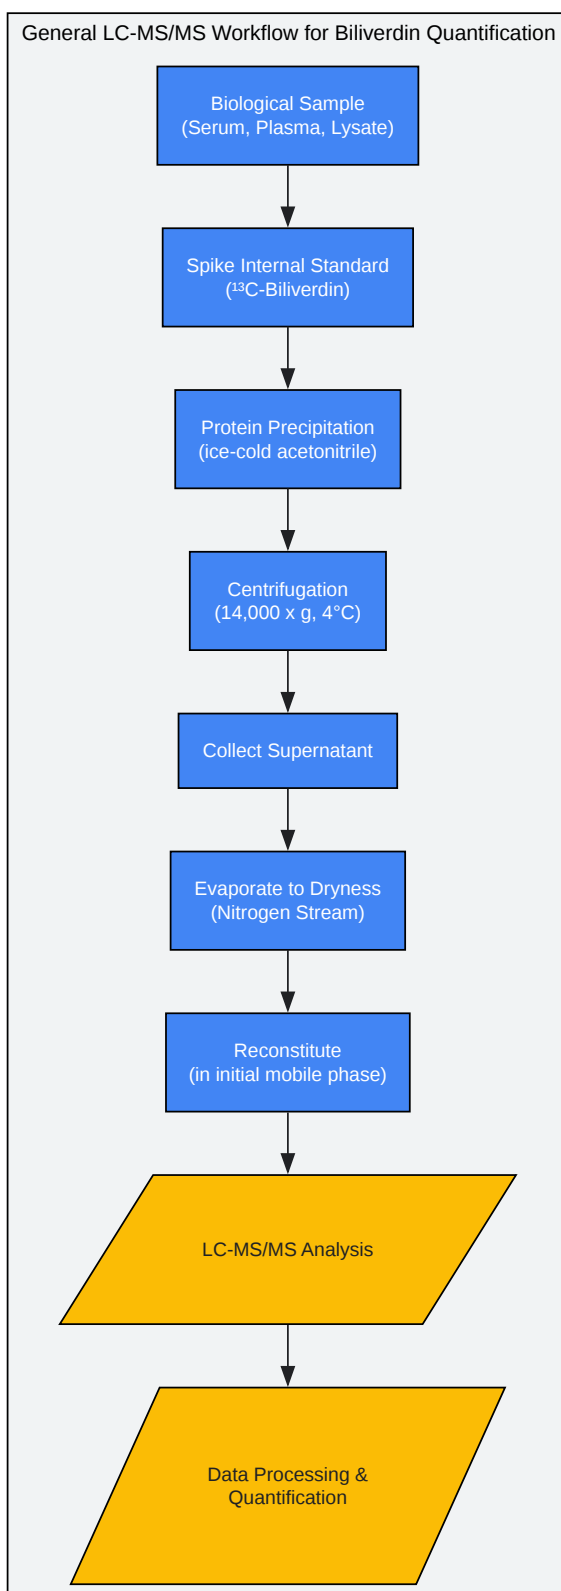 General LC-MS/MS Workflow for Biliverdin Quantification
Biological Sample
(Serum, Plasma, Lysate)
Spike Internal Standard
(¹³C-Biliverdin)
Protein Precipitation
(ice-cold acetonitrile)
Centrifugation
(14,000 x g, 4°C)
Collect Supernatant
Evaporate to Dryness
(Nitrogen Stream)
Reconstitute
(in initial mobile phase)
LC-MS/MS Analysis
Data Processing &
Quantification